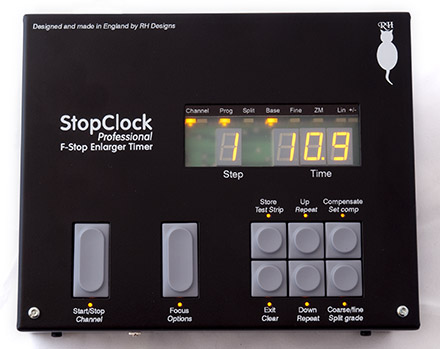 Designed and made in England by RH Designs
RH
Channel Prog Split Base Fine ZM Lin +/-
StopClock
Professional
F-Stop Enlarger Timer
1 10.9
Step Time
Store Up Compensate
Test Strip Repeat Set comp
Start/Stop Focus Exit Down Coarse/fine
Channel Options Clear Repeat Split grade